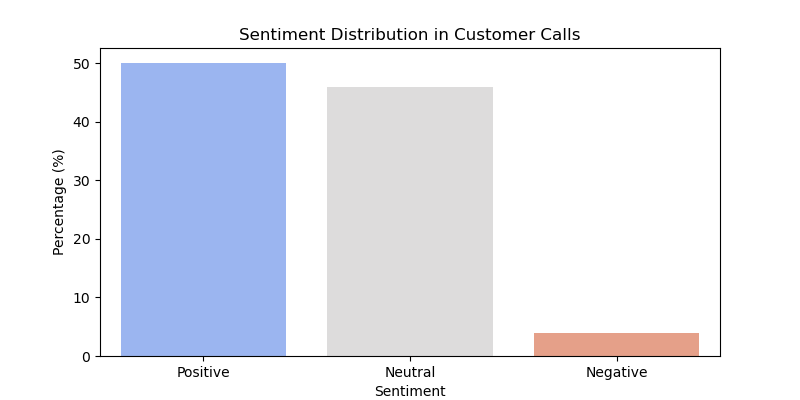 Sentiment Distribution in Customer Calls
Percentage (%)
50
40
30
20
10
0
Positive
Neutral
Negative
Sentiment